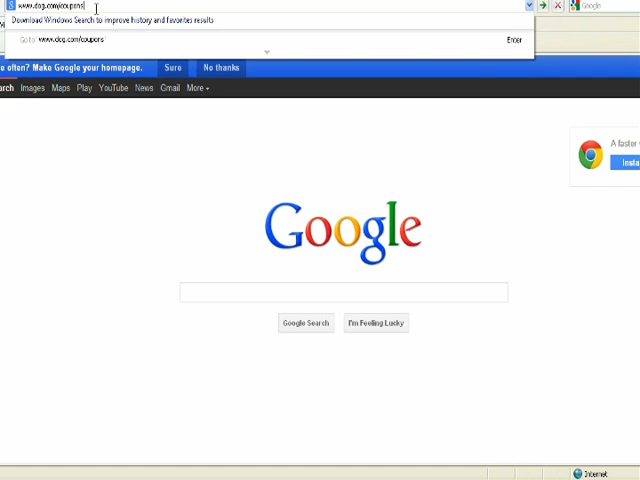 www.dog.com/coupons
Google
Download Windows Search to improve history and favorites results
Go to 'www.dog.com/coupons' Enter
e often? Make Google your homepage. Sure No thanks
arch Images Maps Play YouTube News Gmail More
A faster
Insta
Google
Google Search I'm Feeling Lucky
Internet